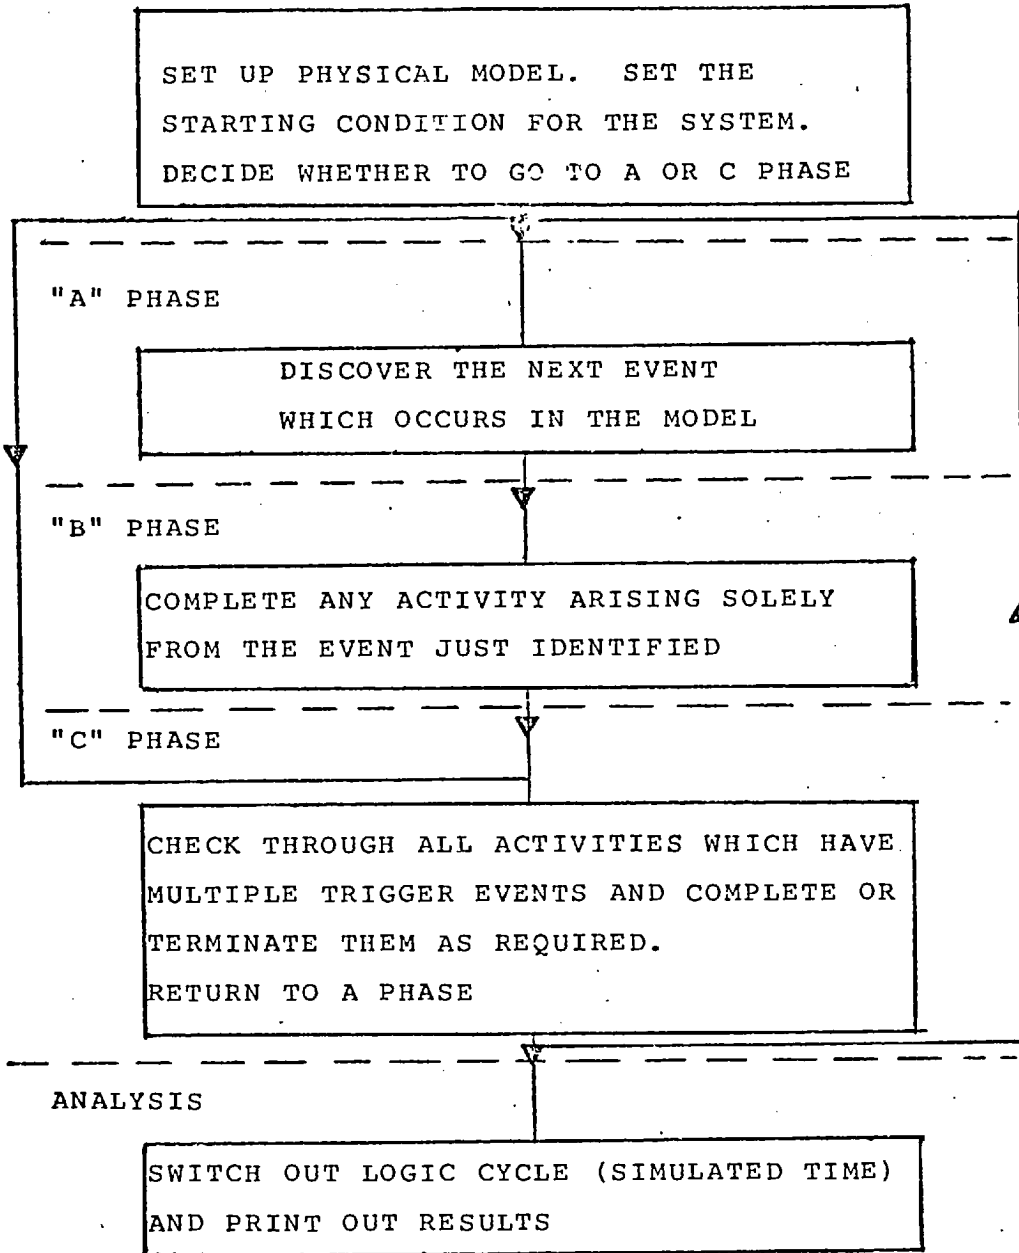 SET UP PHYSICAL MODEL. SET THE
STARTING CONDITION FOR THE SYSTEM.
DECIDE WHETHER TO GO TO A OR C PHASE
"A" PHASE
DISCOVER THE NEXT EVENT
WHICH OCCURS IN THE MODEL
"B" PHASE
COMPLETE ANY ACTIVITY ARISING SOLELY
FROM THE EVENT JUST IDENTIFIED
"C" PHASE
CHECK THROUGH ALL ACTIVITIES WHICH HAVE
MULTIPLE TRIGGER EVENTS AND COMPLETE OR
TERMINATE THEM AS REQUIRED.
RETURN TO A PHASE
ANALYSIS
SWITCH OUT LOGIC CYCLE (SIMULATED TIME)
AND PRINT OUT RESULTS